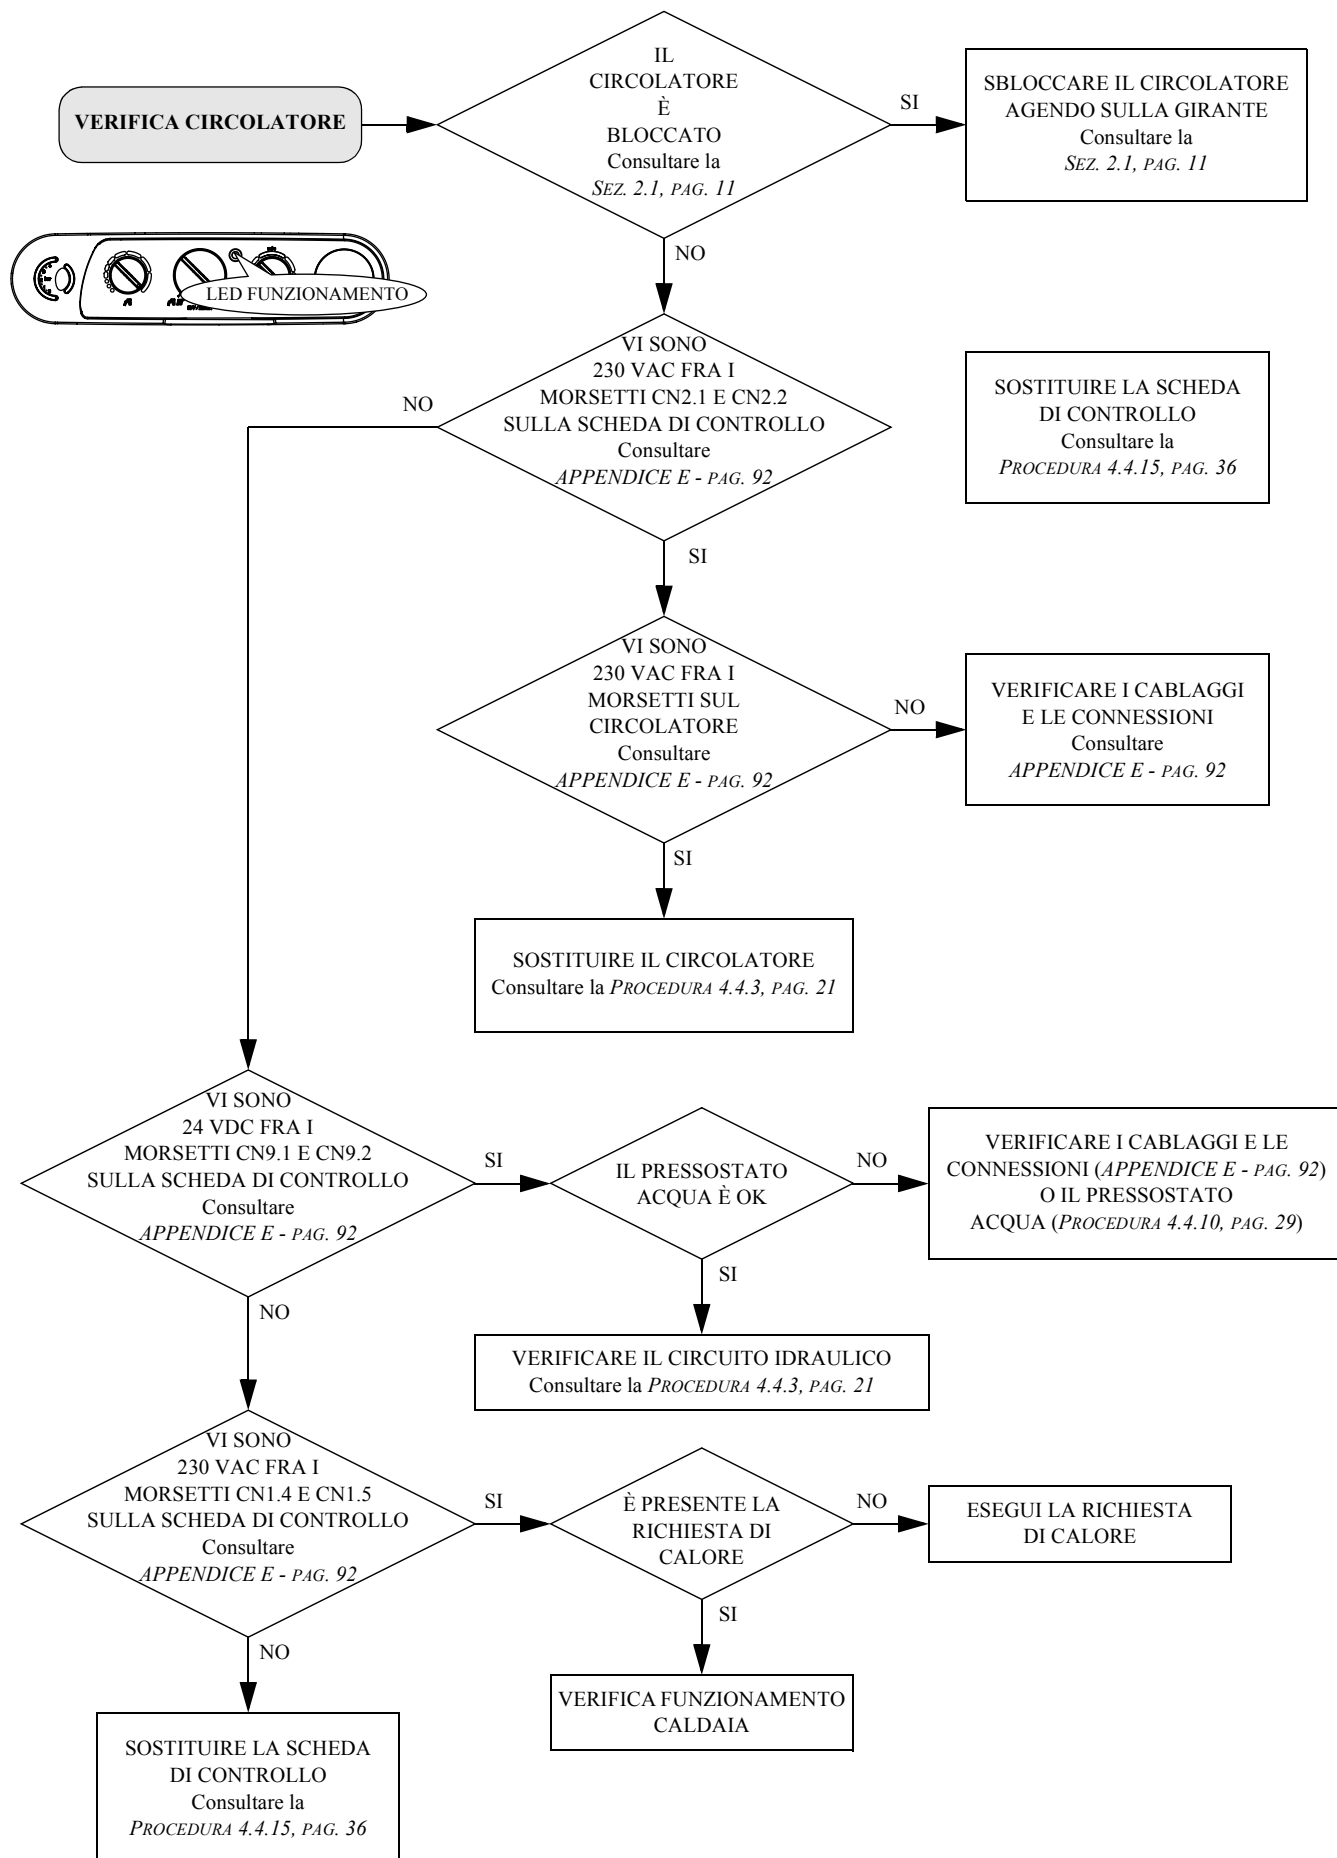 VERIFICA CIRCOLATORE
IL
CIRCOLATORE
È
BLOCCATO
Consultare la
SEZ. 2.1, PAG. 11
SI
SBLOCCARE IL CIRCOLATORE
AGENDO SULLA GIRANTE
Consultare la
SEZ. 2.1, PAG. 11
NO
LED FUNZIONAMENTO
VI SONO
230 VAC FRA I
MORSETTI CN2.1 E CN2.2
SULLA SCHEDA DI CONTROLLO
Consultare
APPENDICE E - PAG. 92
NO
SOSTITUIRE LA SCHEDA
DI CONTROLLO
Consultare la
PROCEDURA 4.4.15, PAG. 36
SI
VI SONO
230 VAC FRA I
MORSETTI SUL
CIRCOLATORE
Consultare
APPENDICE E - PAG. 92
NO
VERIFICARE I CABLAGGI
E LE CONNESSIONI
Consultare
APPENDICE E - PAG. 92
SI
SOSTITUIRE IL CIRCOLATORE
Consultare la PROCEDURA 4.4.3, PAG. 21
VI SONO
24 VDC FRA I
MORSETTI CN9.1 E CN9.2
SULLA SCHEDA DI CONTROLLO
Consultare
APPENDICE E - PAG. 92
SI
IL PRESSOSTATO
ACQUA È OK
NO
VERIFICARE I CABLAGGI E LE
CONNESSIONI (APPENDICE E - PAG. 92)
O IL PRESSOSTATO
ACQUA (PROCEDURA 4.4.10, PAG. 29)
SI
NO
VERIFICARE IL CIRCUITO IDRAULICO
Consultare la PROCEDURA 4.4.3, PAG. 21
VI SONO
230 VAC FRA I
MORSETTI CN1.4 E CN1.5
SULLA SCHEDA DI CONTROLLO
Consultare
APPENDICE E - PAG. 92
SI
È PRESENTE LA
RICHIESTA DI
CALORE
NO
ESEGUI LA RICHIESTA
DI CALORE
SI
NO
VERIFICA FUNZIONAMENTO
CALDAIA
SOSTITUIRE LA SCHEDA
DI CONTROLLO
Consultare la
PROCEDURA 4.4.15, PAG. 36